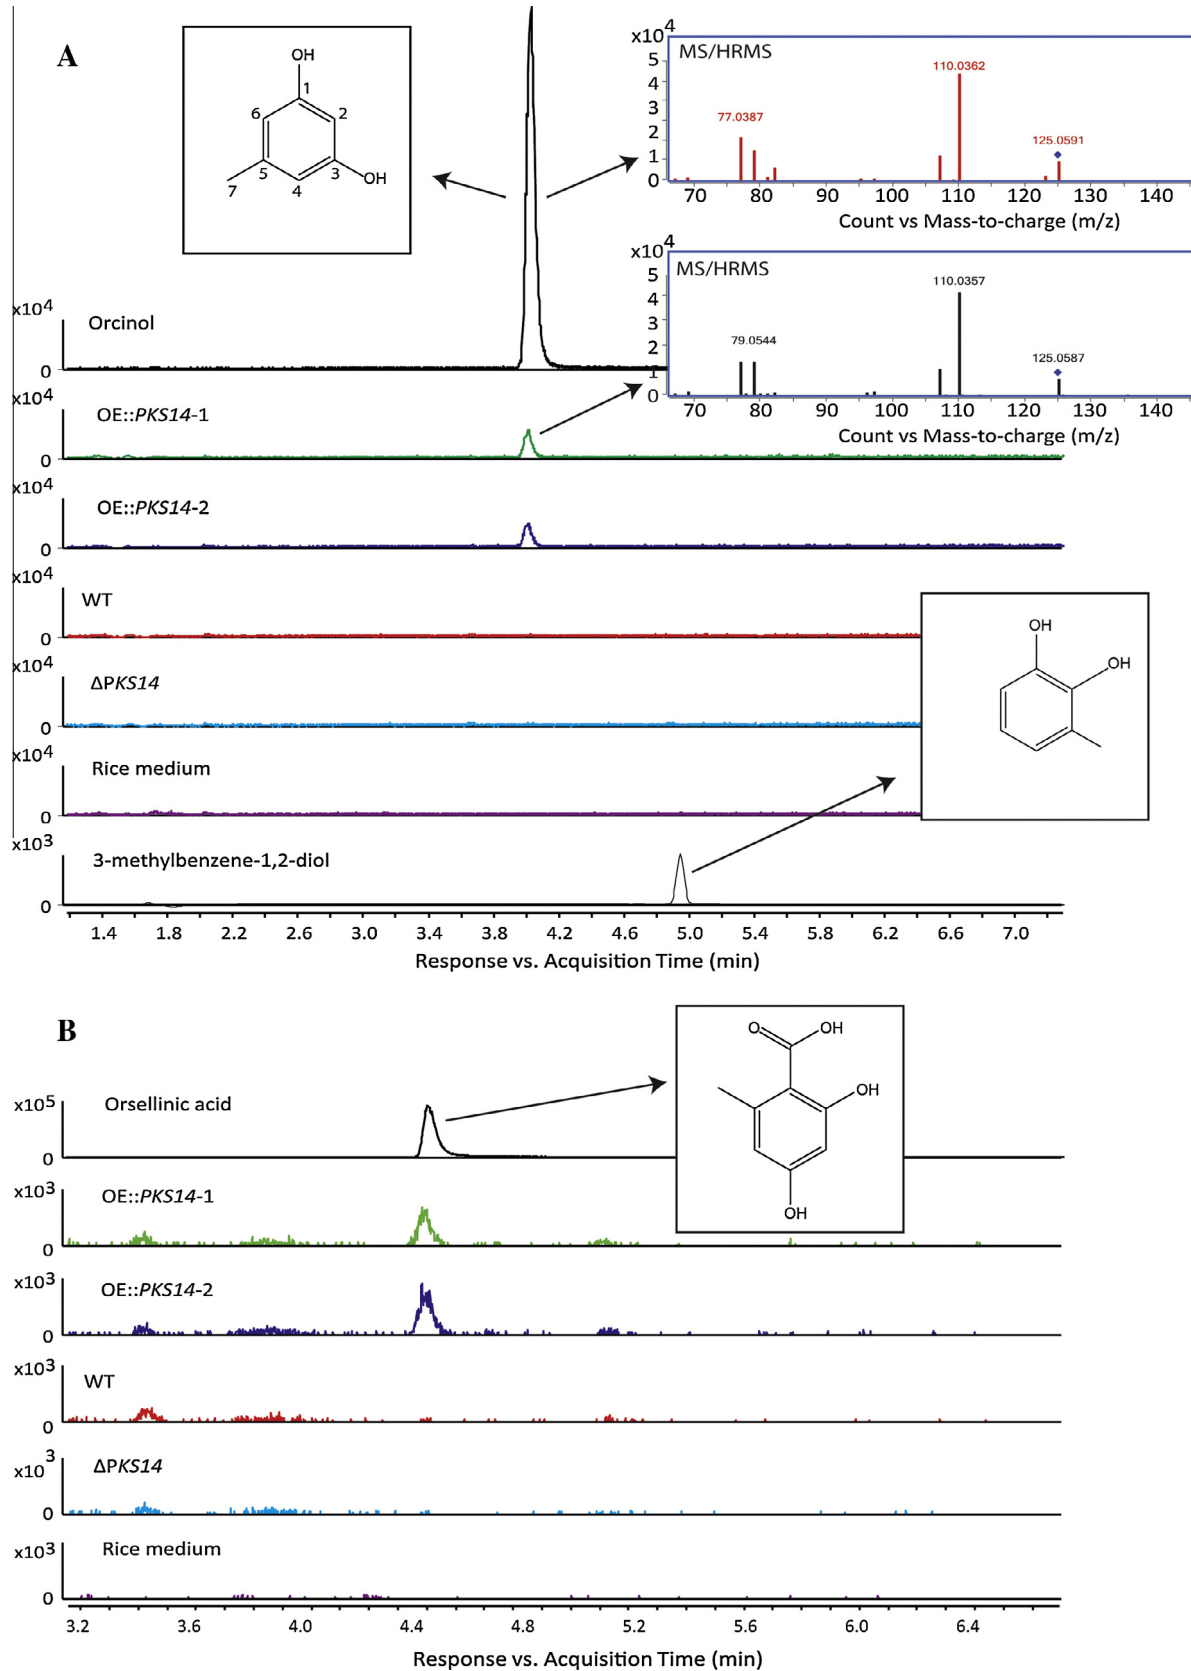 A
OH
1
6
2
5
3
7
4
OH
x10^4
MS/HRMS
5
4
3
2
1
0
110.0362
77.0387
125.0591
70 80 90 100 110 120 130 140
Count vs Mass-to-charge (m/z)
x10^4
MS/HRMS
5
4
3
2
1
0
110.0357
79.0544
125.0587
70 80 90 100 110 120 130 140
Count vs Mass-to-charge (m/z)
x10^4
Orcinol
0
x10^4
OE::PKS14-1
0
x10^4
OE::PKS14-2
0
x10^4
WT
0
x10^4
ΔPKS14
0
x10^4
Rice medium
0
OH
OH
x10^3
3-methylbenzene-1,2-diol
0
1.4 1.8 2.2 2.6 3.0 3.4 3.8 4.2 4.6 5.0 5.4 5.8 6.2 6.6 7.0
Response vs. Acquisition Time (min)
B
O
OH
OH
OH
x10^5
Orsellinic acid
0
x10^3
OE::PKS14-1
0
x10^3
OE::PKS14-2
0
x10^3
WT
0
x10^3
ΔPKS14
0
x10^3
Rice medium
0
3.2 3.6 4.0 4.4 4.8 5.2 5.6 6.0 6.4
Response vs. Acquisition Time (min)